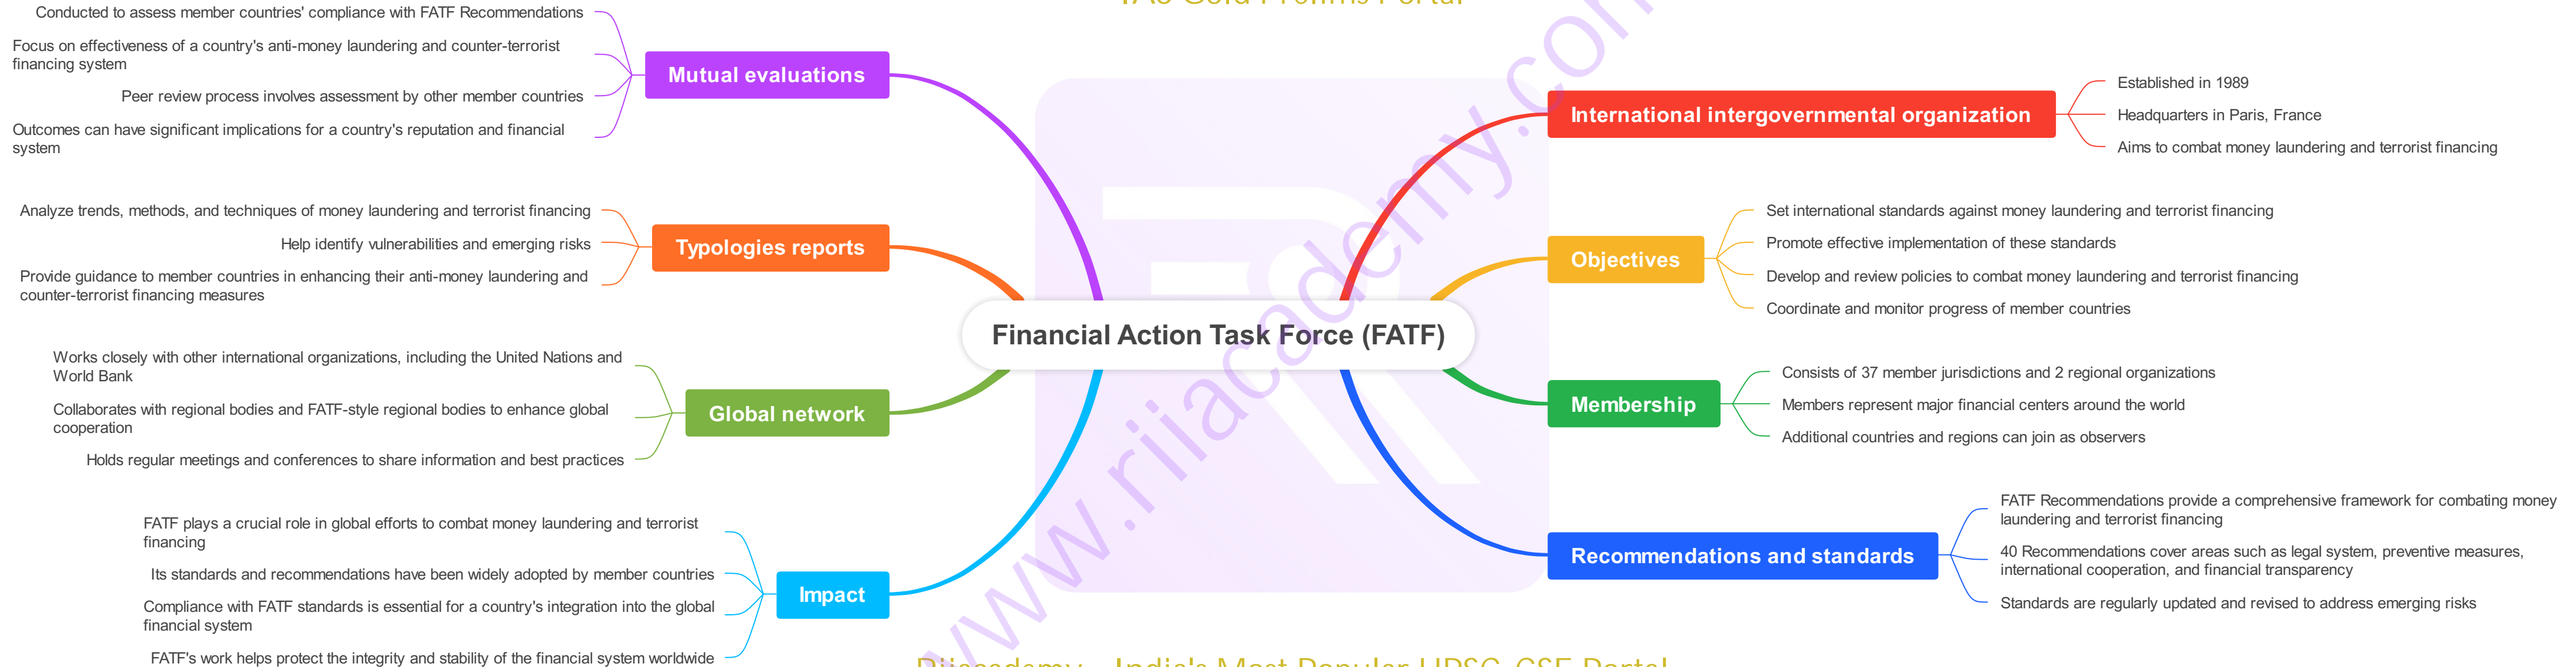 IAS Gold Prelims Portal
Conducted to assess member countries' compliance with FATF Recommendations
Focus on effectiveness of a country's anti-money laundering and counter-terrorist
financing system
Peer review process involves assessment by other member countries
Outcomes can have significant implications for a country's reputation and financial
system
Mutual evaluations
Analyze trends, methods, and techniques of money laundering and terrorist financing
Help identify vulnerabilities and emerging risks
Provide guidance to member countries in enhancing their anti-money laundering and
counter-terrorist financing measures
Typologies reports
Works closely with other international organizations, including the United Nations and
World Bank
Collaborates with regional bodies and FATF-style regional bodies to enhance global
cooperation
Holds regular meetings and conferences to share information and best practices
Global network
FATF plays a crucial role in global efforts to combat money laundering and terrorist
financing
Its standards and recommendations have been widely adopted by member countries
Compliance with FATF standards is essential for a country's integration into the global
financial system
FATF's work helps protect the integrity and stability of the financial system worldwide
Impact
Financial Action Task Force (FATF)
International intergovernmental organization
Established in 1989
Headquarters in Paris, France
Aims to combat money laundering and terrorist financing
Objectives
Set international standards against money laundering and terrorist financing
Promote effective implementation of these standards
Develop and review policies to combat money laundering and terrorist financing
Coordinate and monitor progress of member countries
Membership
Consists of 37 member jurisdictions and 2 regional organizations
Members represent major financial centers around the world
Additional countries and regions can join as observers
Recommendations and standards
FATF Recommendations provide a comprehensive framework for combating money
laundering and terrorist financing
40 Recommendations cover areas such as legal system, preventive measures,
international cooperation, and financial transparency
Standards are regularly updated and revised to address emerging risks
www.riiacademy.com
Riiacademy - India's Most Popular UPSC-CSE Portal